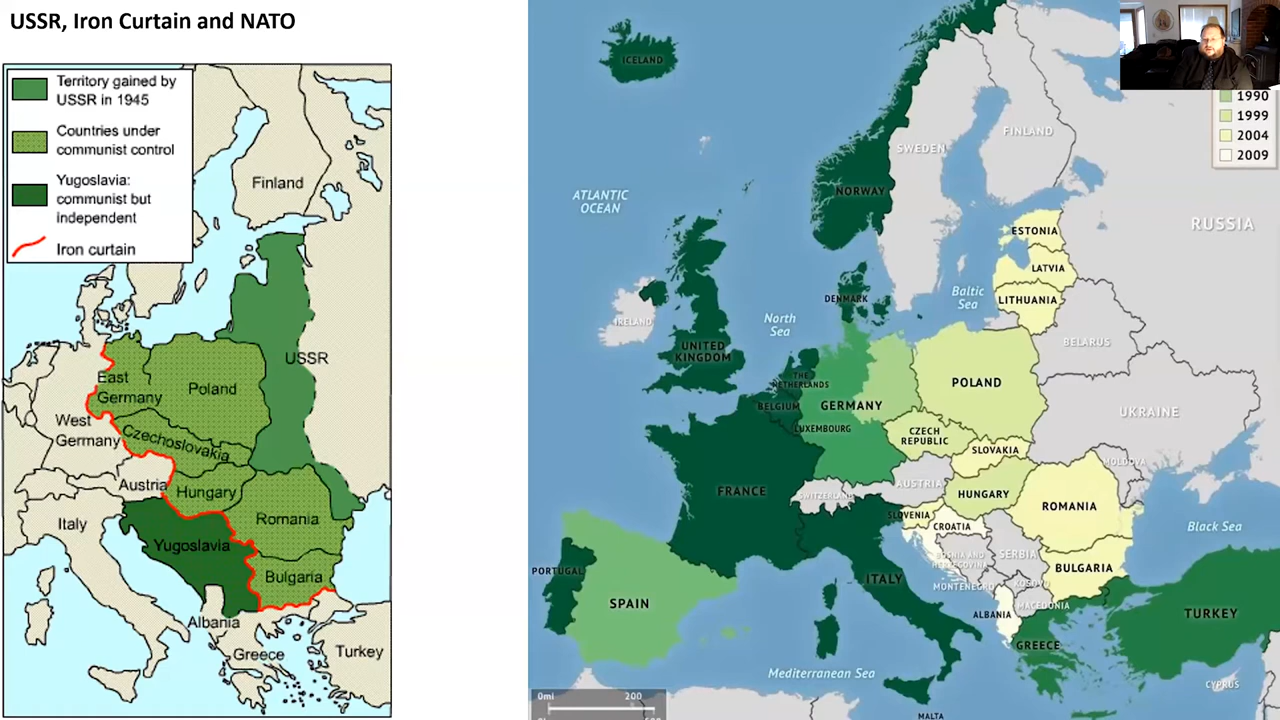 USSR, Iron Curtain and NATO
Territory gained by
USSR in 1945
Countries under
communist control
Yugoslavia:
communist but
independent
Iron curtain
Finland
USSR
East
Germany
Poland
West
Germany
Czechoslovakia
Austria
Hungary
Romania
Italy
Yugoslavia
Bulgaria
Albania
Greece
Turkey
ICELAND
1990
1999
2004
2009
FINLAND
SWEDEN
ATLANTIC
OCEAN
NORWAY
RUSSIA
ESTONIA
LATVIA
LITHUANIA
Baltic
Sea
DENMARK
IRELAND
North
Sea
UNITED
KINGDOM
BELARUS
THE
NETHERLANDS
POLAND
BELGIUM
GERMANY
UKRAINE
LUXEMBOURG
CZECH
REPUBLIC
SLOVAKIA
MOLDOVA
AUSTRIA
FRANCE
SWITZERLAND
HUNGARY
ROMANIA
SLOVENIA
CROATIA
Black Sea
BOSNIA AND
HERZEGOVINA
SERBIA
PORTUGAL
ITALY
BULGARIA
MONTENEGRO
KOSOVO
SPAIN
MACEDONIA
ALBANIA
TURKEY
GREECE
Mediterranean Sea
CYPRUS
0mi
200
MALTA